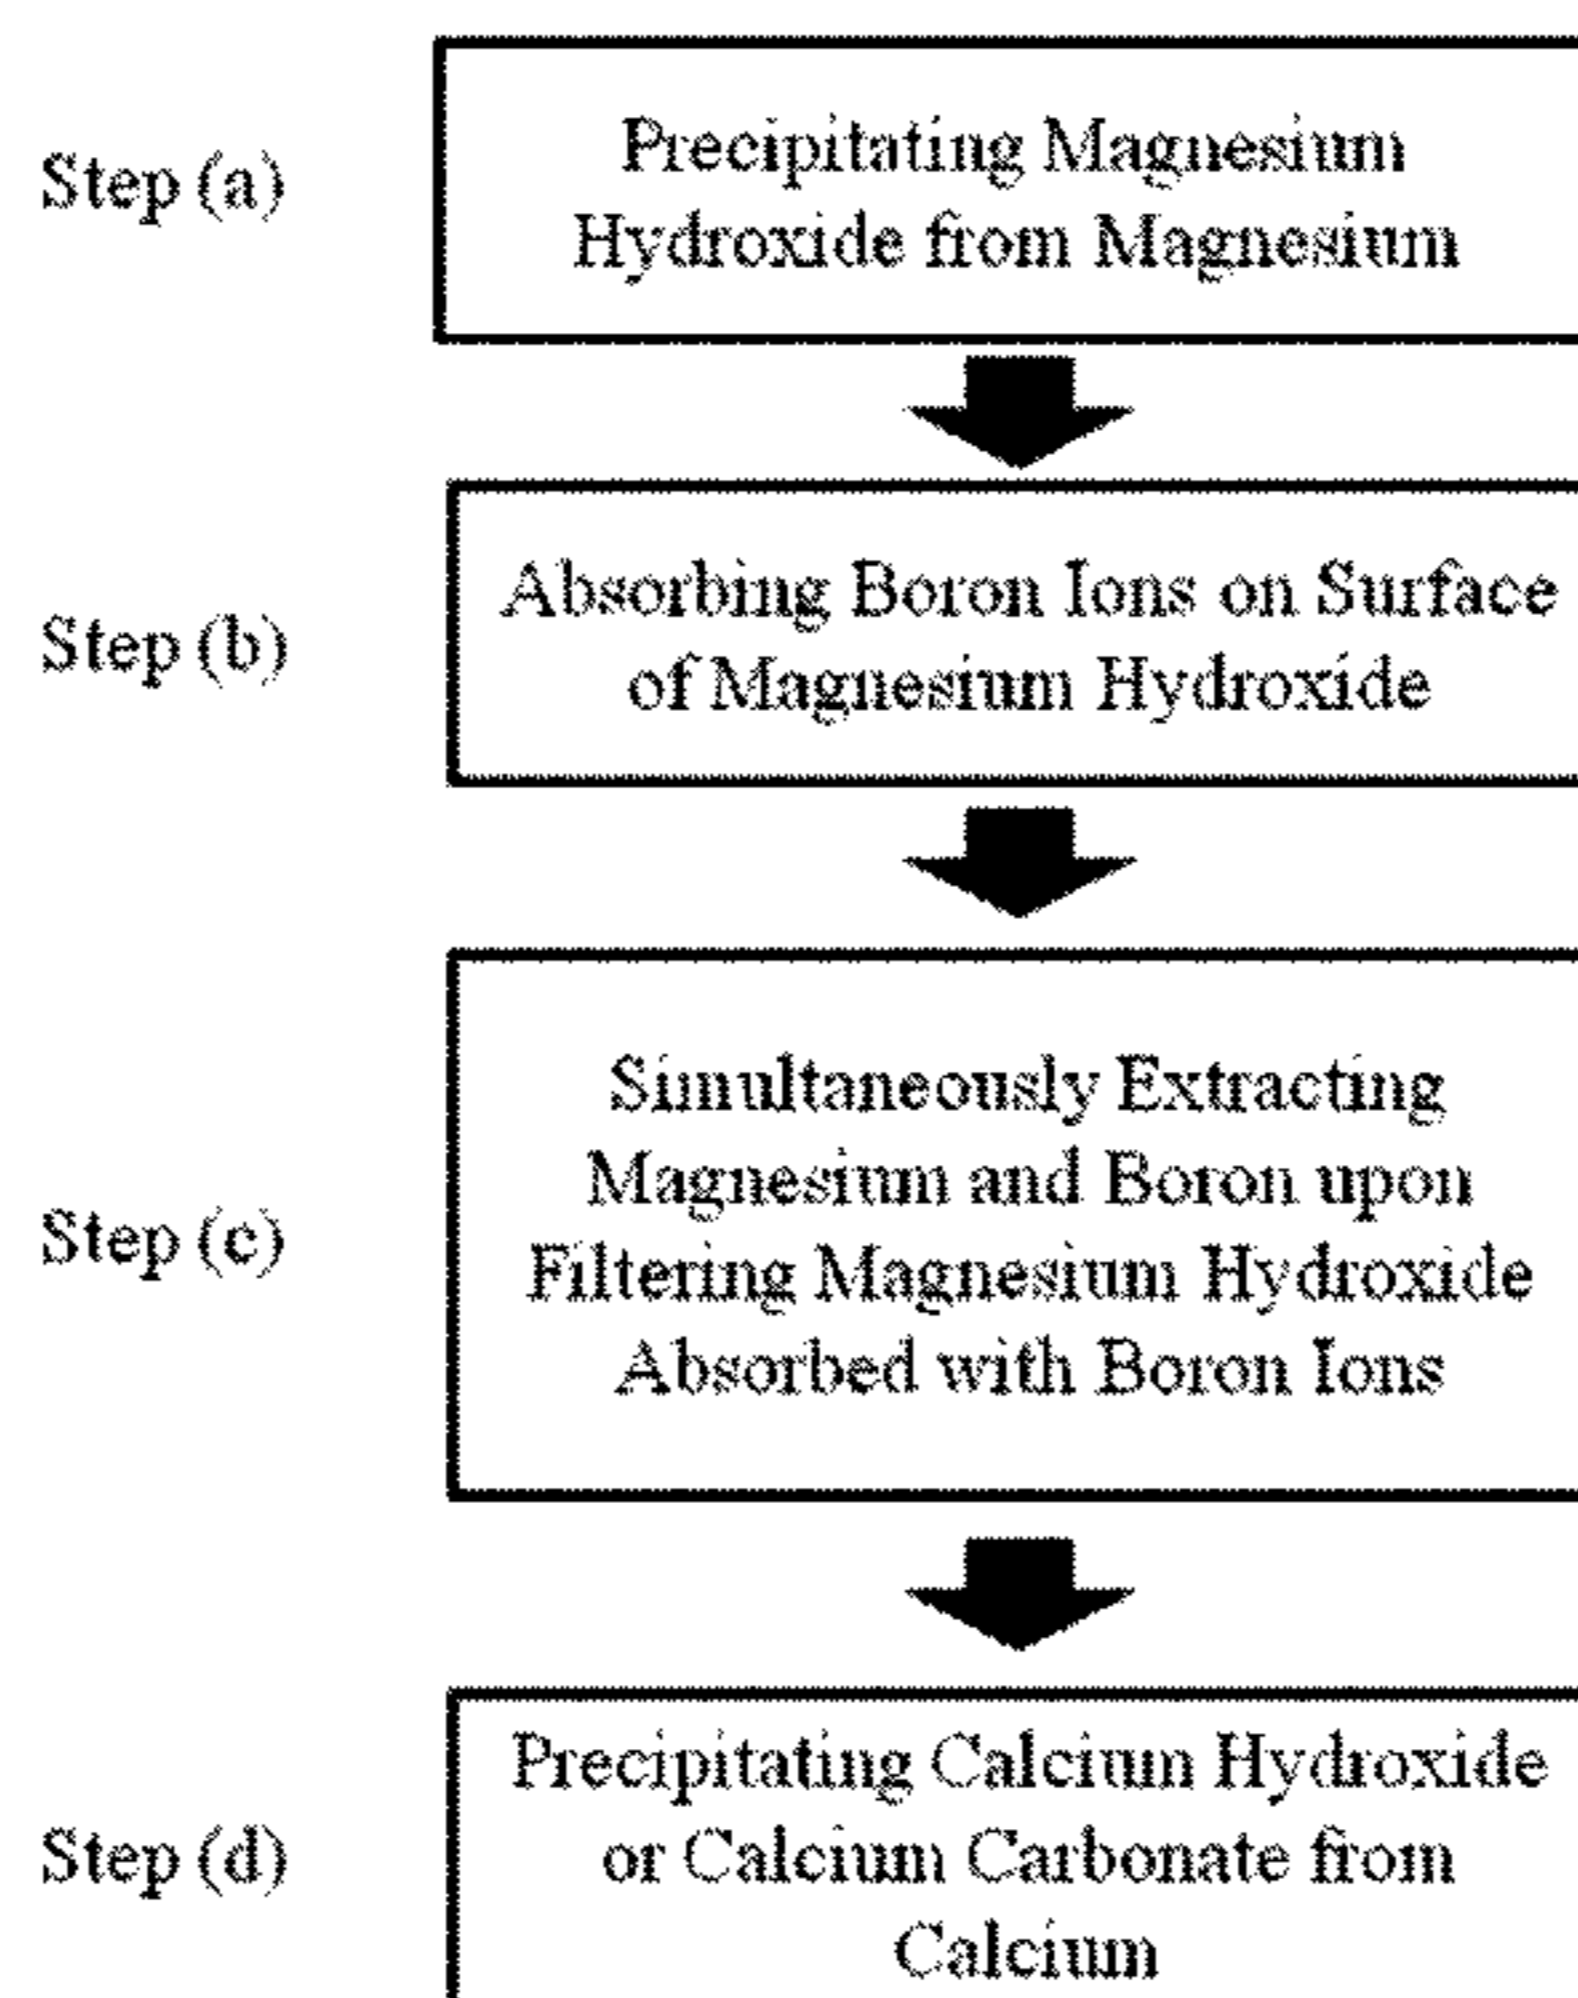 Step (a)
Precipitating Magnesium
Hydroxide from Magnesium
Step (b)
Absorbing Boron Ions on Surface
of Magnesium Hydroxide
Step (c)
Simultaneously Extracting
Magnesium and Boron upon
Filtering Magnesium Hydroxide
Absorbed with Boron Ions
Step (d)
Precipitating Calcium Hydroxide
or Calcium Carbonate from
Calcium